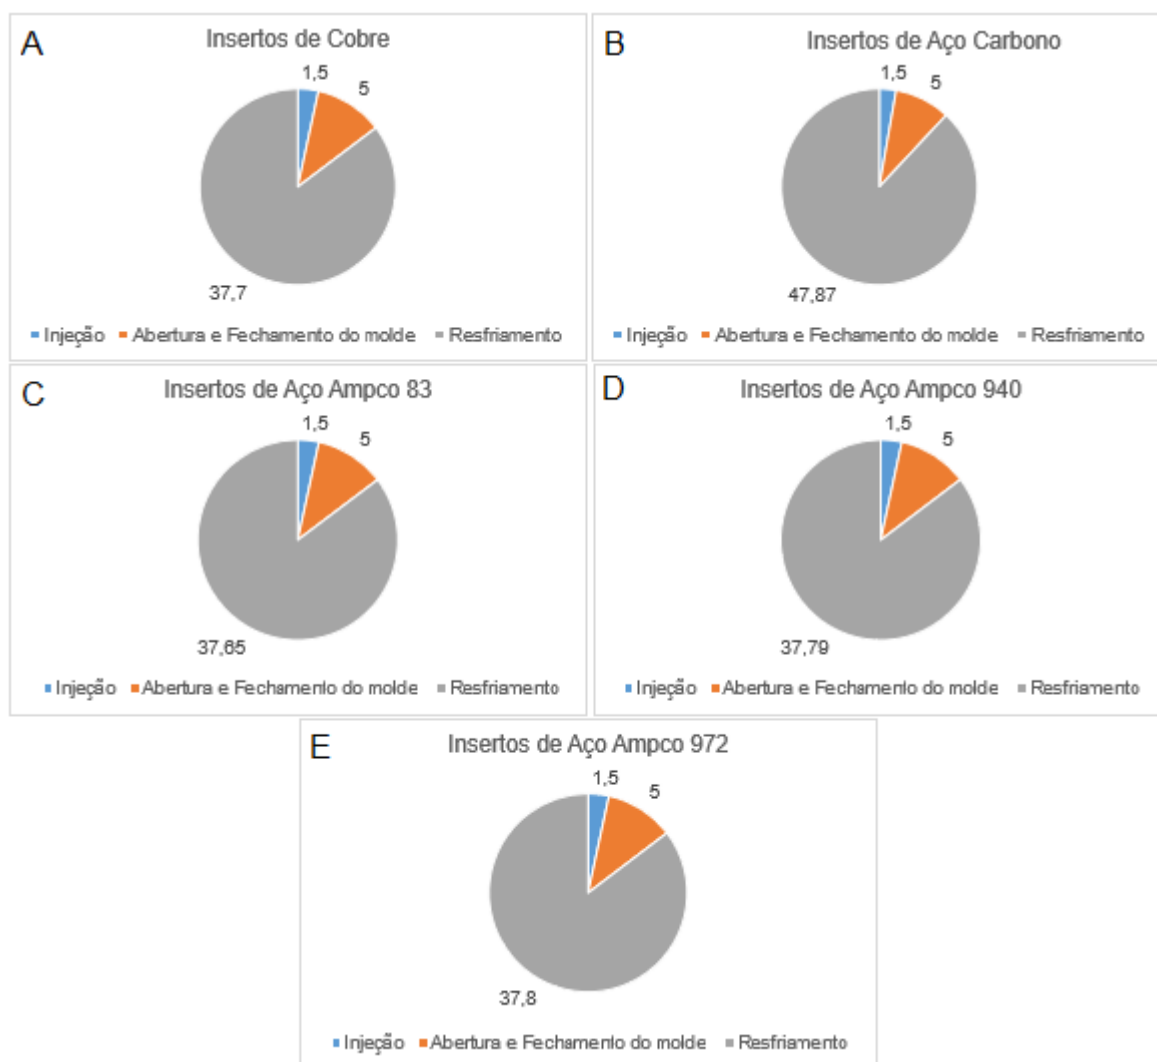 A
Insertos de Cobre
1,5
5
37,7
Injeção Abertura e Fechamento do molde Resfriamento
B
Insertos de Aço Carbono
1,5
5
47,87
Injeção Abertura e Fechamento do molde Resfriamento
C
Insertos de Aço Ampco 83
1,5
5
37,65
Injeção Abertura e Fechamento do molde Resfriamento
D
Insertos de Aço Ampco 940
1,5
5
37,79
Injeção Abertura e Fechamento do molde Resfriamento
E
Insertos de Aço Ampco 972
1,5
5
37,8
Injeção Abertura e Fechamento do molde Resfriamento